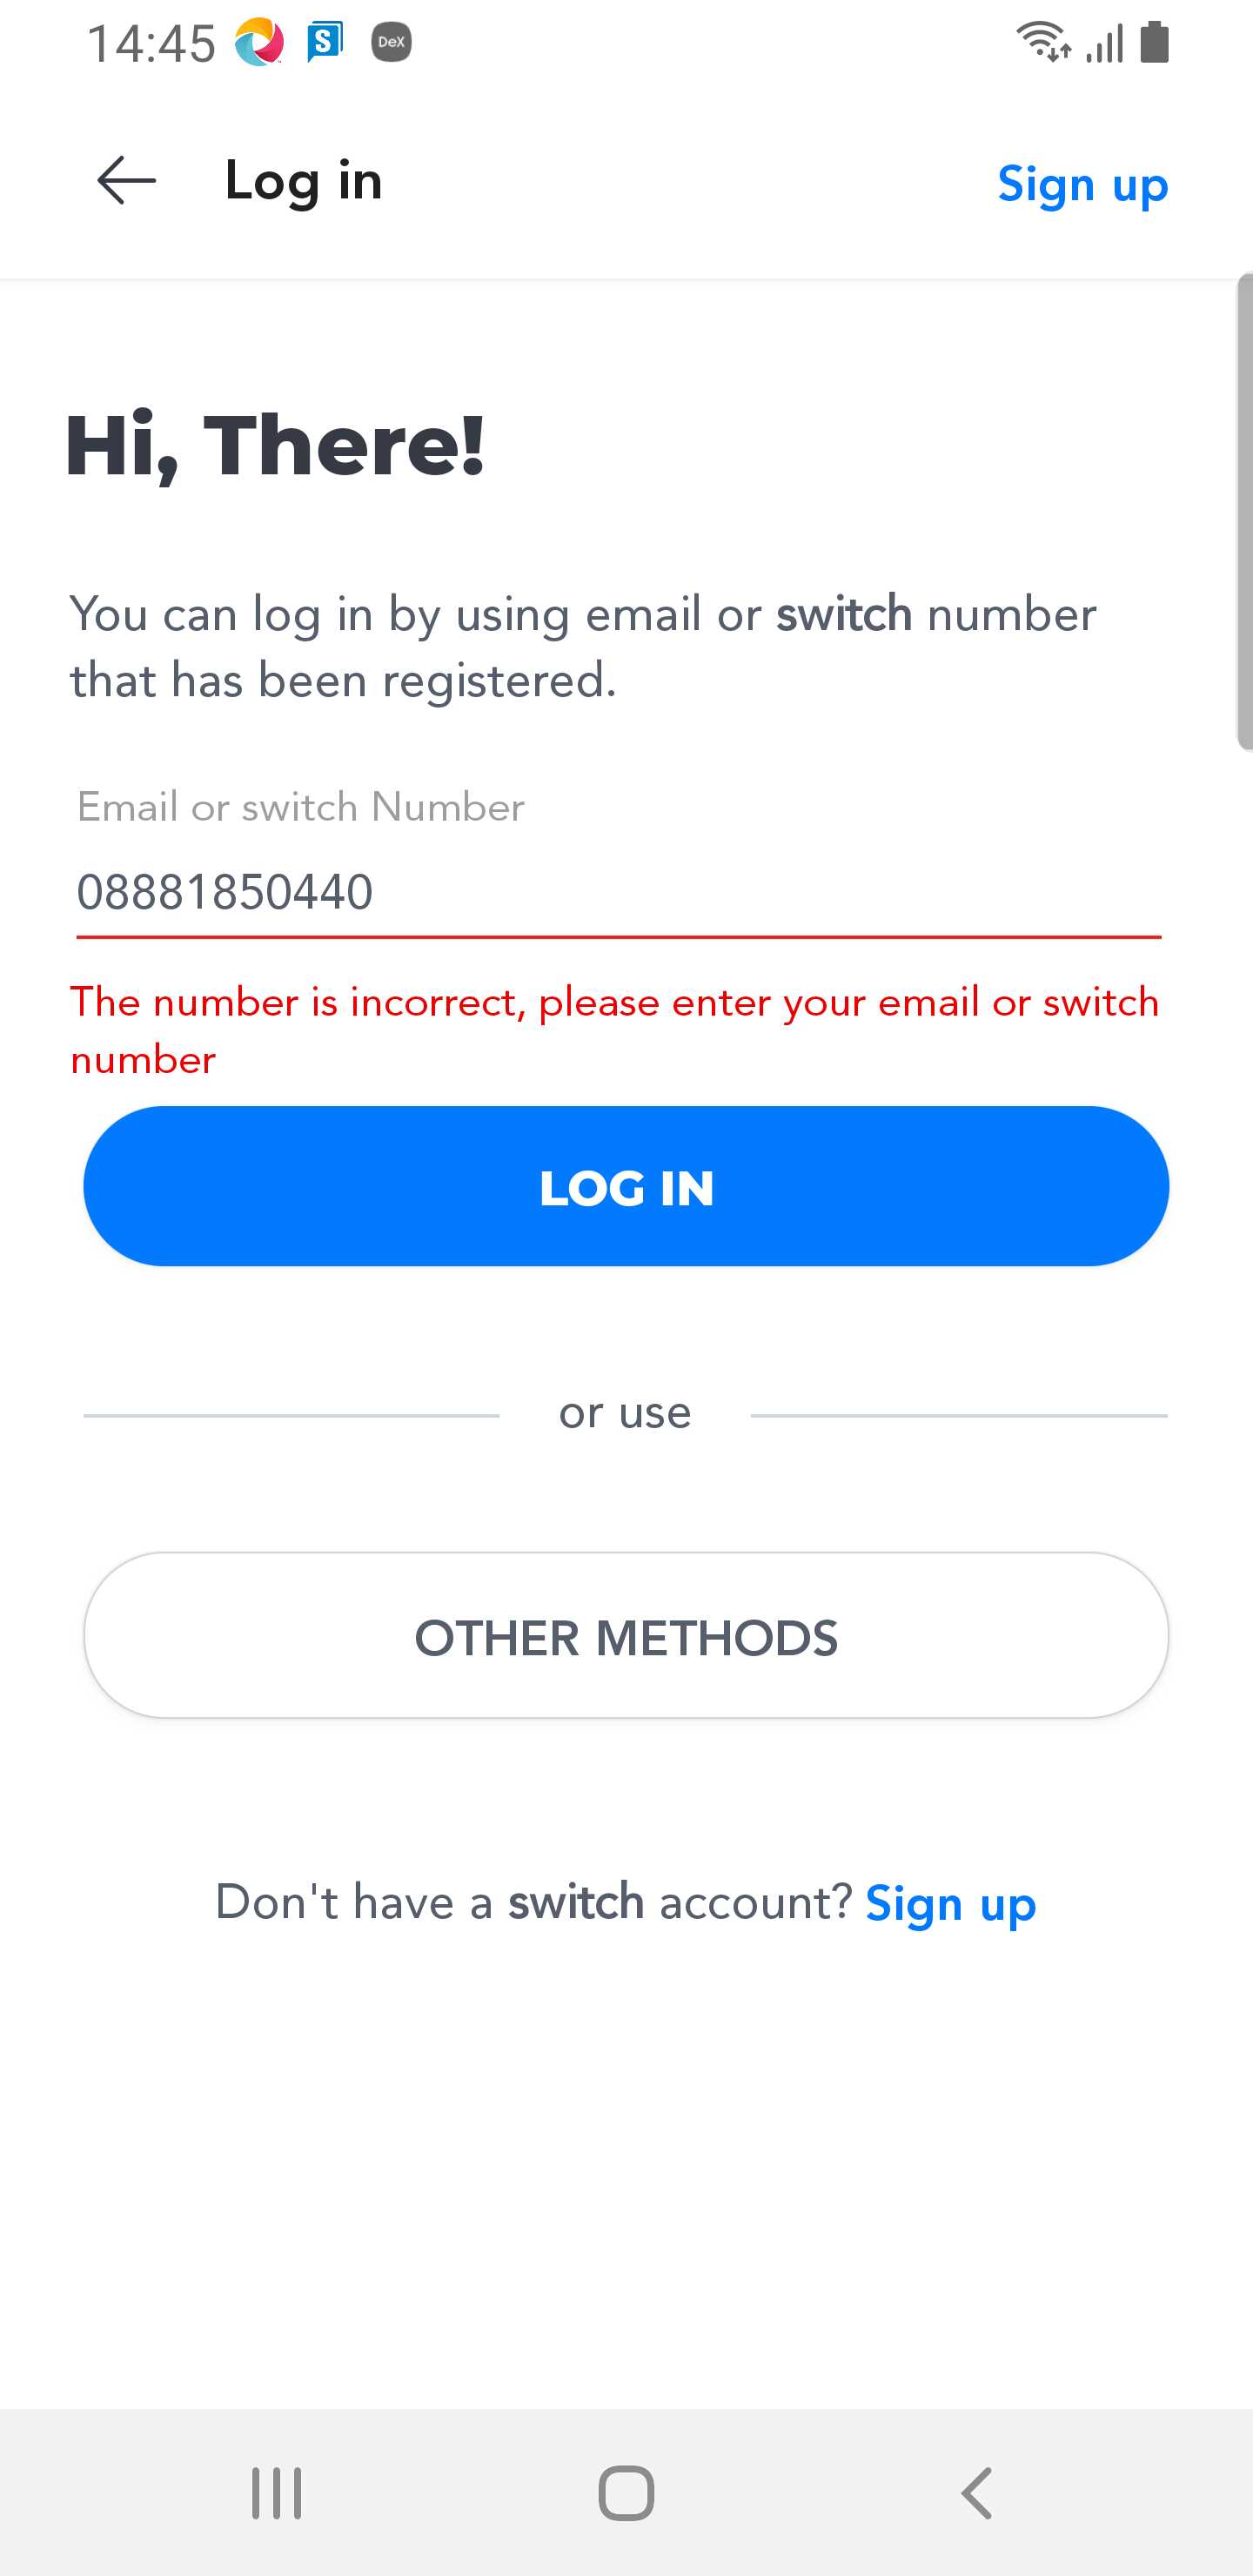 14:45
S
DeX
Log in
Sign up
Hi, There!
You can log in by using email or switch number
that has been registered.
Email or switch Number
08881850440
The number is incorrect, please enter your email or switch
number
LOG IN
or use
OTHER METHODS
Don't have a switch account? Sign up